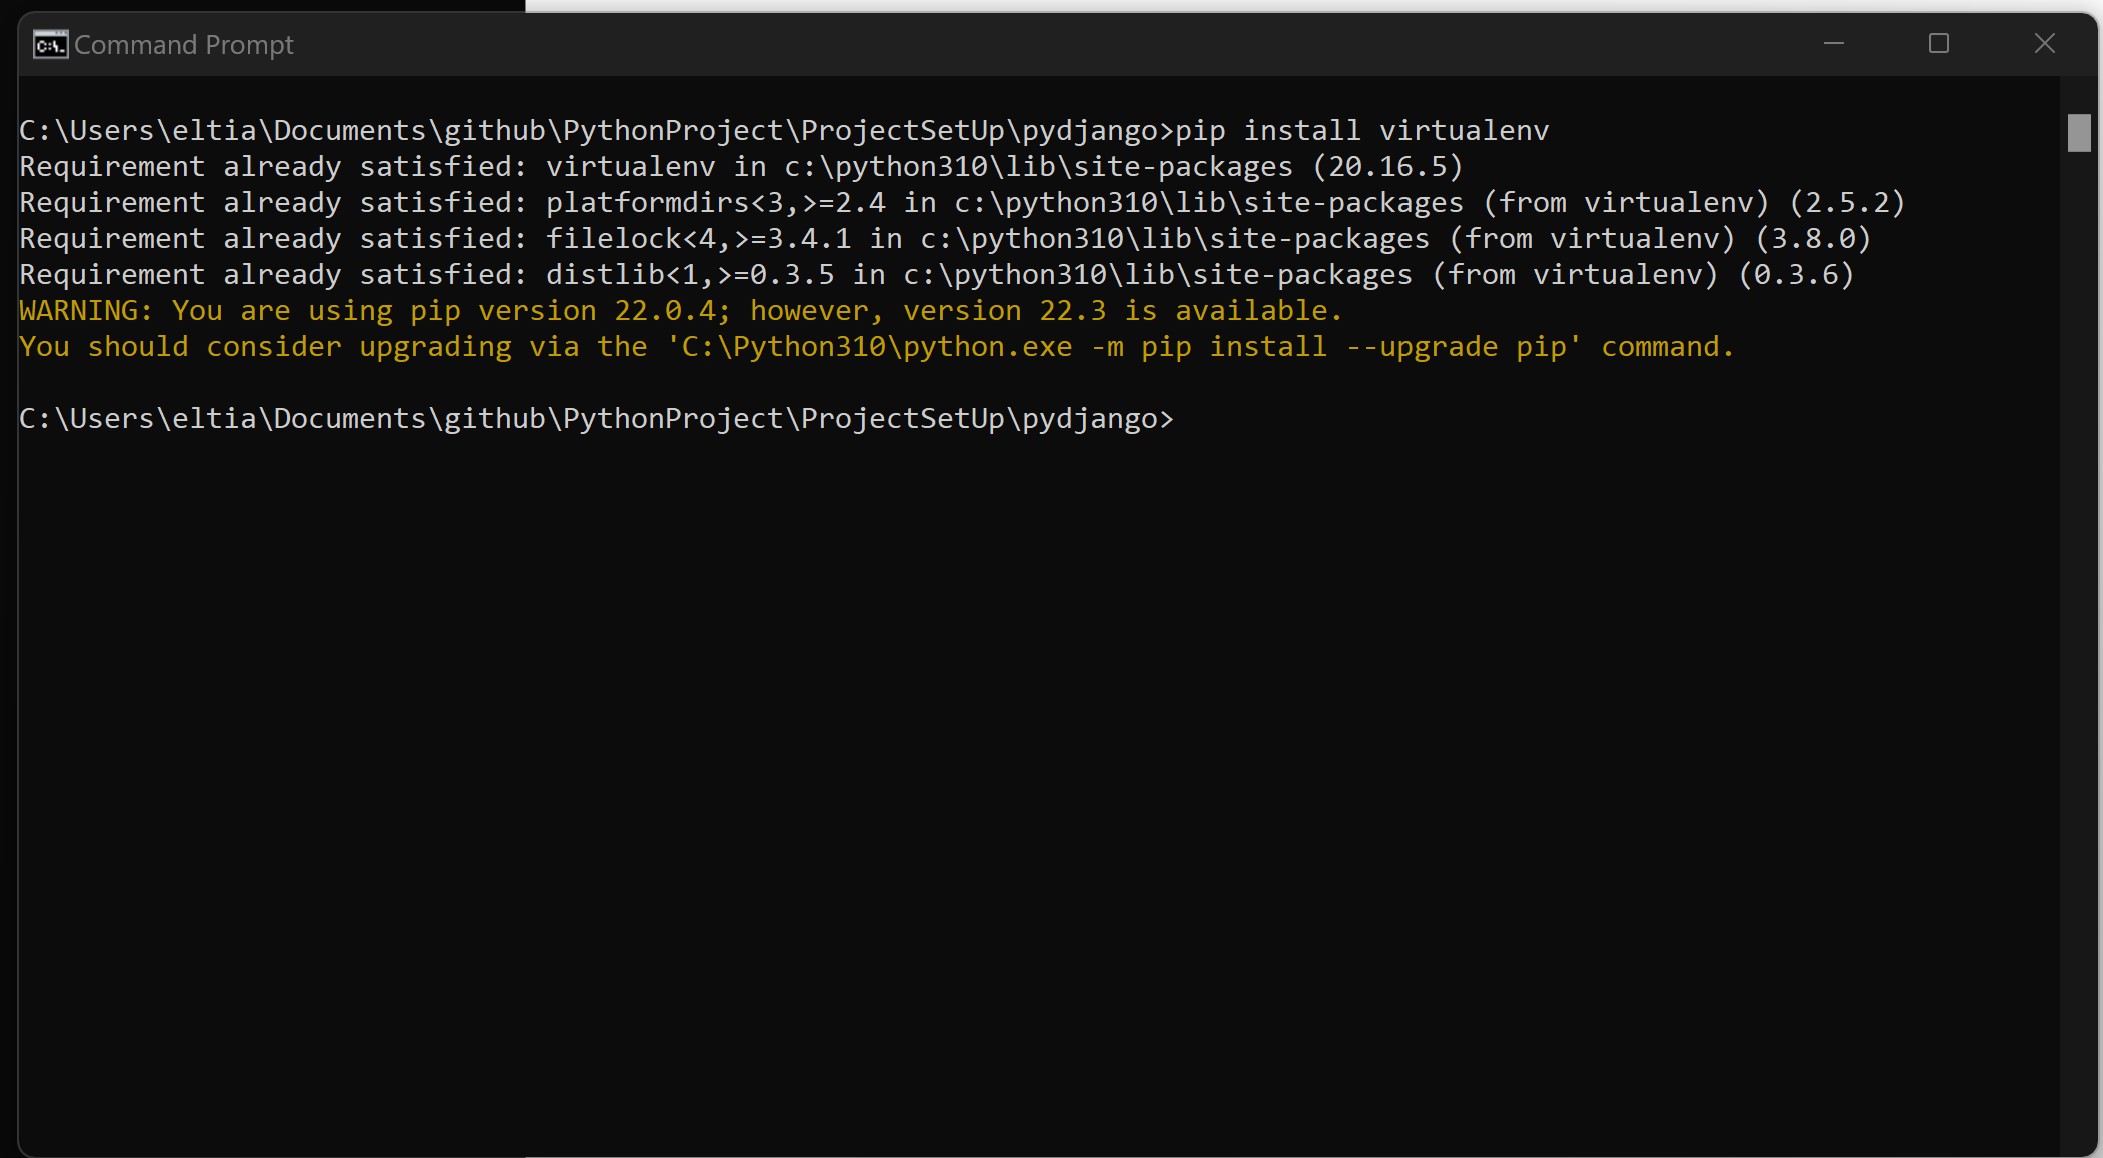 Command Prompt
C:\Users\eltia\Documents\github\PythonProject\ProjectSetUp\pydjango>pip install virtualenv
Requirement already satisfied: virtualenv in c:\python310\lib\site-packages (20.16.5)
Requirement already satisfied: platformdirs<3,>=2.4 in c:\python310\lib\site-packages (from virtualenv) (2.5.2)
Requirement already satisfied: filelock<4,>=3.4.1 in c:\python310\lib\site-packages (from virtualenv) (3.8.0)
Requirement already satisfied: distlib<1,>=0.3.5 in c:\python310\lib\site-packages (from virtualenv) (0.3.6)
WARNING: You are using pip version 22.0.4; however, version 22.3 is available.
You should consider upgrading via the 'C:\Python310\python.exe -m pip install --upgrade pip' command.
C:\Users\eltia\Documents\github\PythonProject\ProjectSetUp\pydjango>